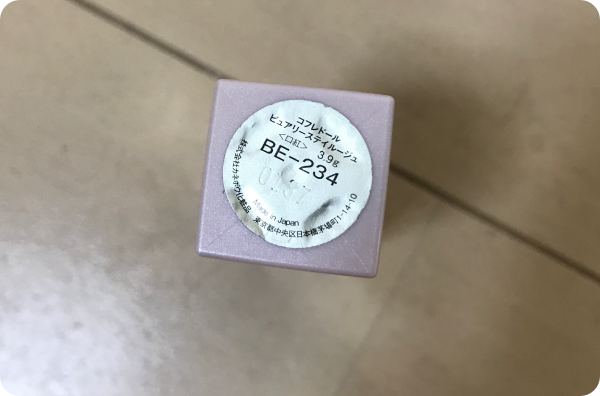 コフレドール
ピュアリーステイルージュ
〈口紅〉 3.9g
BE-234
Made in Japan
株式会社カネボウ化粧品 東京都中央区日本橋茅場町1-14-10